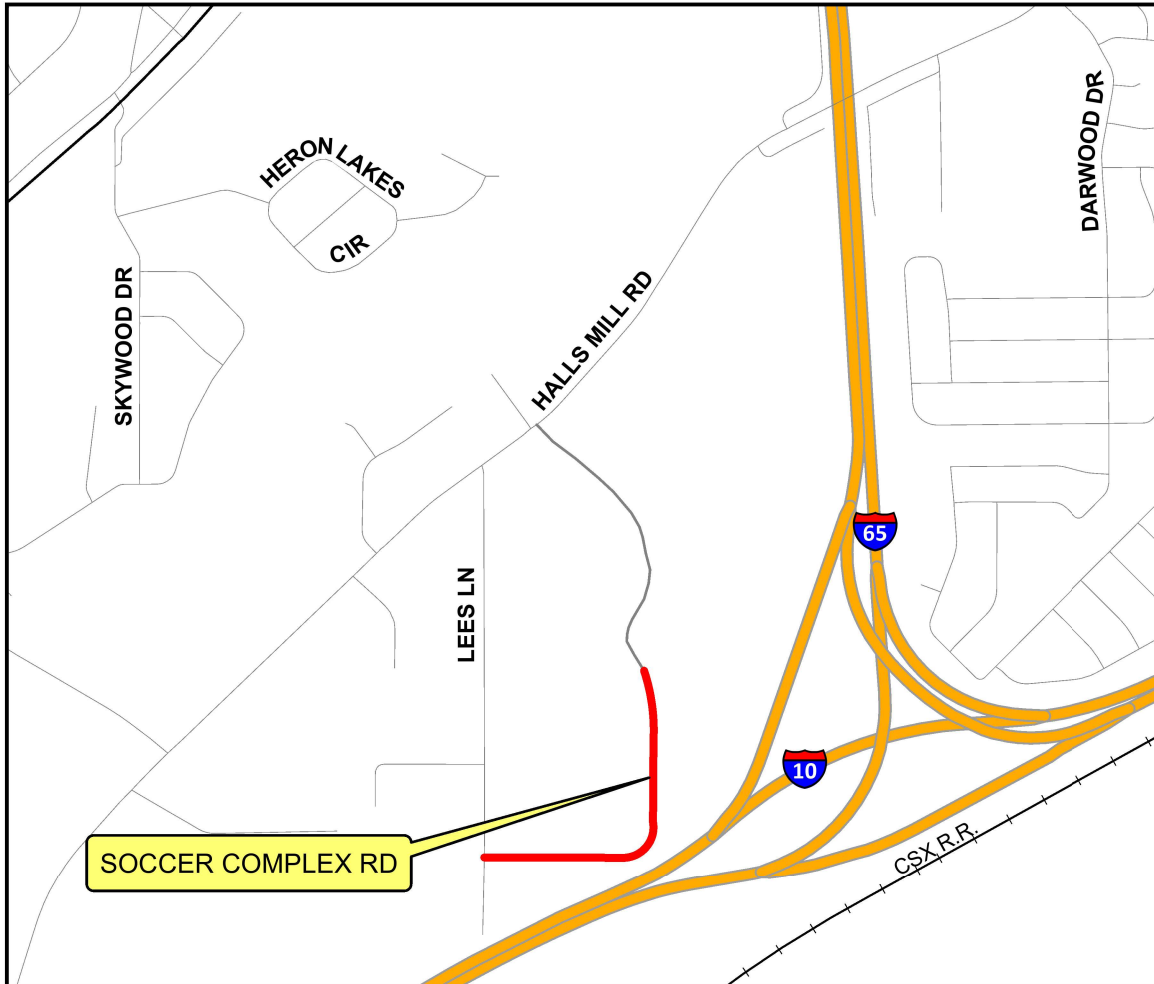 HERON LAKES
CIR
DARWOOD DR
SKYWOOD DR
HALLS MILL RD
65
LEES LN
10
SOCCER COMPLEX RD
CSX R.R.